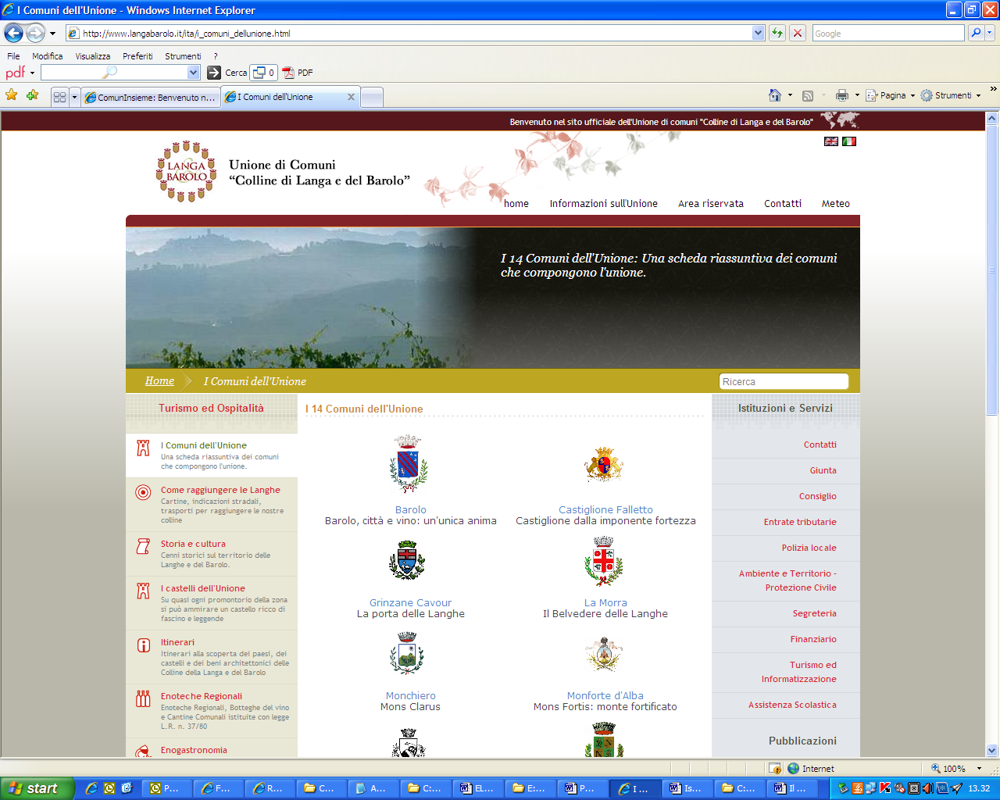 I Comuni dell'Unione - Windows Internet Explorer
http://www.langabarolo.it/ita/i_comuni_dellunione.html
Google
File Modifica Visualizza Preferiti Strumenti ?
pdf Cerca 0 PDF
ComunInsieme: Benvenuto n... I Comuni dell'Unione Pagina Strumenti »
Benvenuto nel sito ufficiale dell'Unione di comuni "Colline di Langa e del Barolo"
LANGA
&
BAROLO
Unione di Comuni
“Colline di Langa e del Barolo”
home Informazioni sull'Unione Area riservata Contatti Meteo
I 14 Comuni dell'Unione: Una scheda riassuntiva dei comuni
che compongono l'unione.
Home I Comuni dell'Unione Ricerca
Turismo ed Ospitalità
I Comuni dell'Unione
Una scheda riassuntiva dei comuni
che compongono l'unione.
Come raggiungere le Langhe
Cartine, indicazioni stradali,
trasporti per raggiungere le nostre
colline
Storia e cultura
Cenni storici sul territorio delle
Langhe e del Barolo.
I castelli dell'Unione
Su quasi ogni promontorio della zona
si può ammirare un castello ricco di
fascino e leggende
Itinerari
Itinerari alla scoperta dei paesi, dei
castelli e dei beni architettonici delle
Colline della Langa e del Barolo
Enoteche Regionali
Enoteche Regionali, Botteghe del vino
e Cantine Comunali istituite con legge
L.R. n. 37/80
Enogastronomia
I 14 Comuni dell'Unione
Barolo
Barolo, città e vino: un'unica anima
Castiglione Falletto
Castiglione dalla imponente fortezza
Grinzane Cavour
La porta delle Langhe
La Morra
Il Belvedere delle Langhe
Monchiero
Mons Clarus
Monforte d'Alba
Mons Fortis: monte fortificato
Istituzioni e Servizi
Contatti
Giunta
Consiglio
Entrate tributarie
Polizia locale
Ambiente e Territorio -
Protezione Civile
Segreteria
Finanziario
Turismo ed
Informatizzazione
Assistenza Scolastica
Pubblicazioni
Internet 100%
start P... F... R... C... A... C:... EL... E:... P... I ... Is... C:... Il ... 13.32